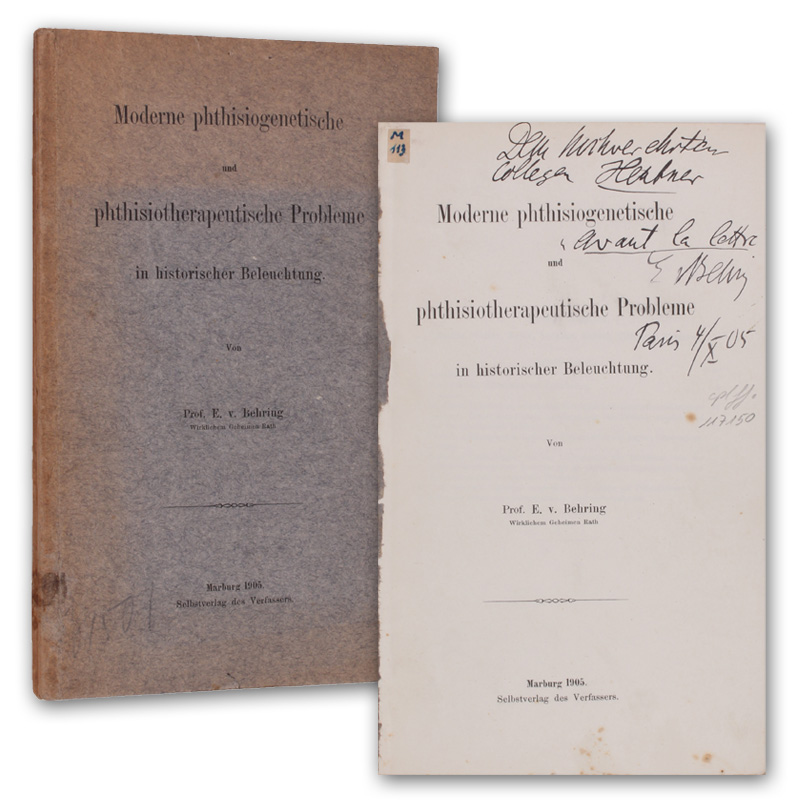 Moderne phthisiogenetische
und
phthisiotherapeutische Probleme
in historischer Beleuchtung.
Von
Prof. E. v. Behring
Wirklichem Geheimen Rath
Marburg 1905.
Selbstverlag des Verfassers.
M
113
Dem hochverehrten
Collegen Heubner
Moderne phthisiogenetische
avant la lettre
und
E v Behring
phthisiotherapeutische Probleme
Paris 4/X 05
in historischer Beleuchtung.
117150
Von
Prof. E. v. Behring
Wirklichem Geheimen Rath
Marburg 1905.
Selbstverlag des Verfassers.